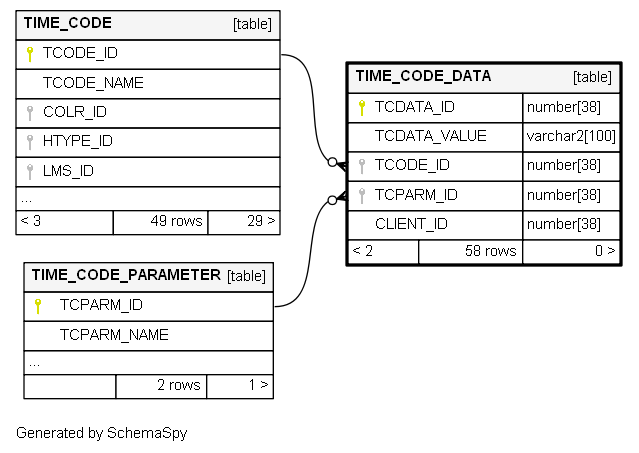 TIME_CODE [table]
TCODE_ID
TCODE_NAME
COLR_ID
HTYPE_ID
LMS_ID
...
< 3 49 rows 29 >
TIME_CODE_DATA [table]
TCDATA_ID number[38]
TCDATA_VALUE varchar2[100]
TCODE_ID number[38]
TCPARM_ID number[38]
CLIENT_ID number[38]
< 2 58 rows 0 >
TIME_CODE_PARAMETER [table]
TCPARM_ID
TCPARM_NAME
...
2 rows 1 >
Generated by SchemaSpy